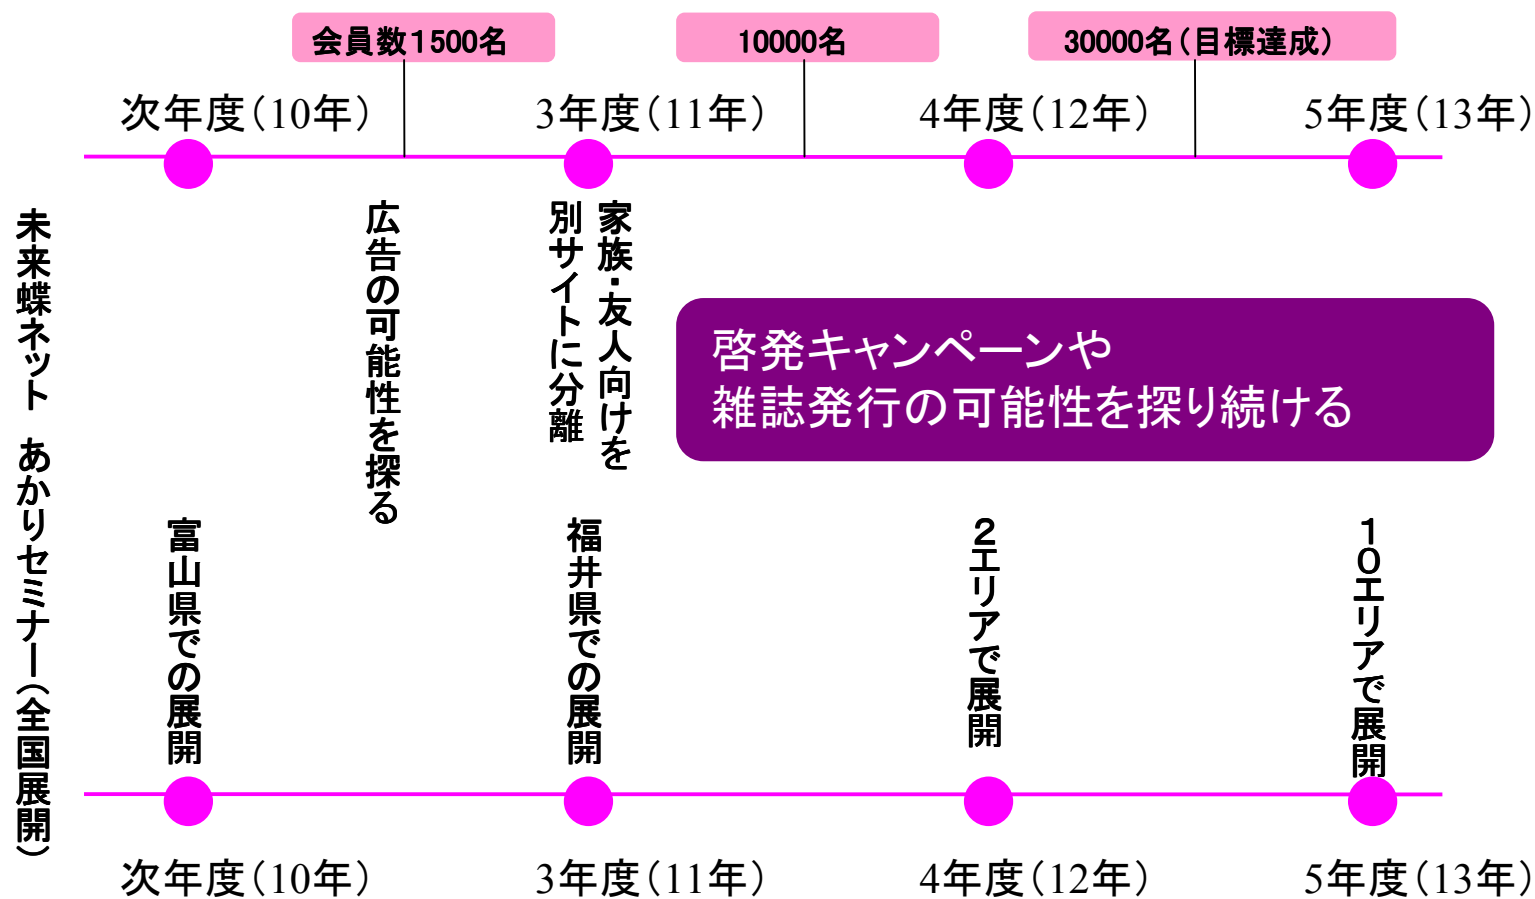 会員数1500名
10000名
30000名(目標達成)
次年度(10年)
3年度(11年)
4年度(12年)
5年度(13年)
未来蝶ネット あかりセミナー(全国展開)
広告の可能性を探る
家族・友人向けを
別サイトに分離
啓発キャンペーンや
雑誌発行の可能性を探り続ける
富山県での展開
福井県での展開
2エリアで展開
10エリアで展開
次年度(10年)
3年度(11年)
4年度(12年)
5年度(13年)